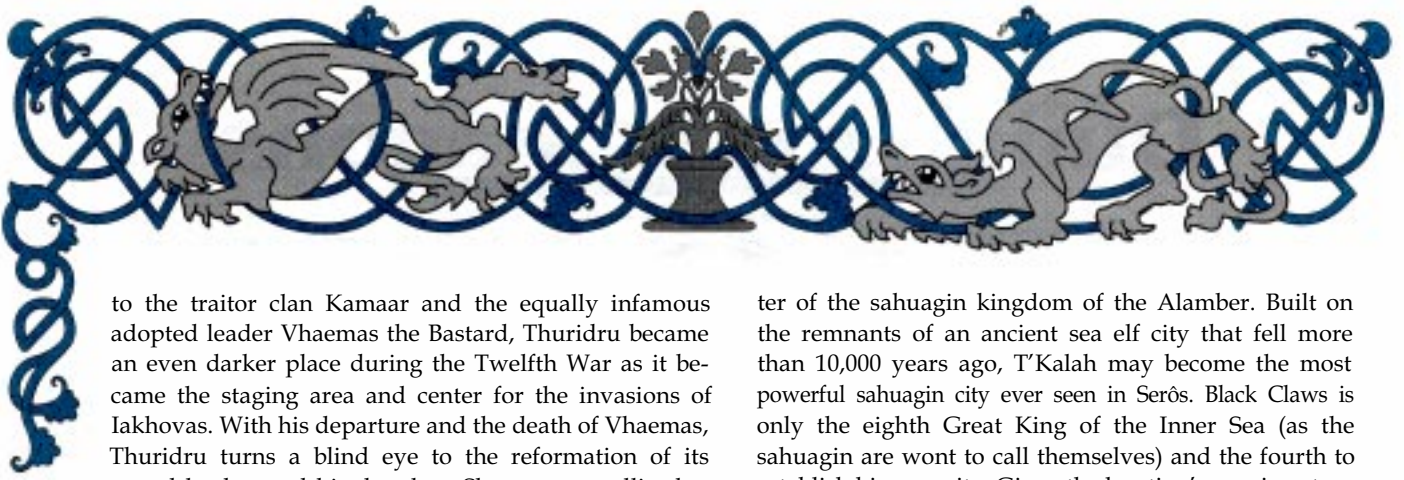 to the traitor clan Kamaar and the equally infamous
adopted leader Vhaemas the Bastard, Thuridru became
an even darker place during the Twelfth War as it be-
came the staging area and center for the invasions of
Iakhovas. With his departure and the death of Vhaemas,
Thuridru turns a blind eye to the reformation of its
ter of the sahuagin kingdom of the Alamber. Built on
the remnants of an ancient sea elf city that fell more
than 10,000 years ago, T’Kalah may become the most
powerful sahuagin city ever seen in Serôs. Black Claws is
only the eighth Great King of the Inner Sea (as the
sahuagin are wont to call themselves) and the fourth to